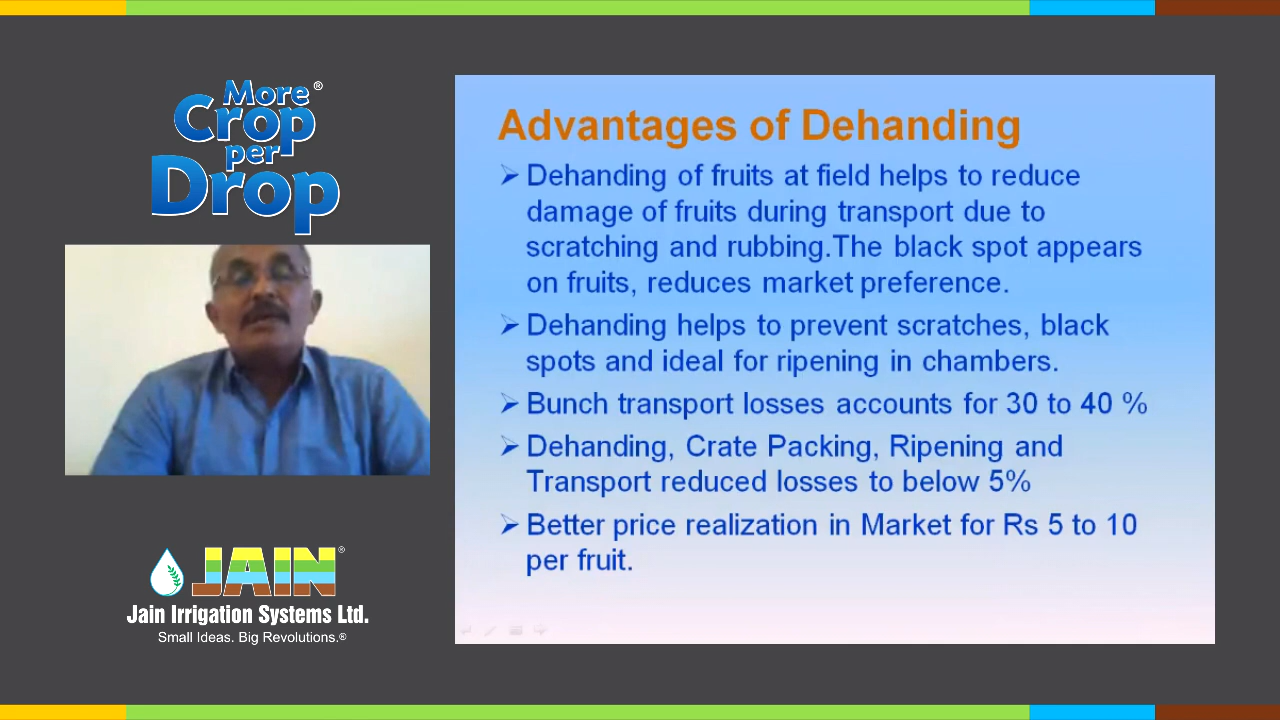 More®
Crop
per
Drop
JAIN®
Jain Irrigation Systems Ltd.
Small Ideas. Big Revolutions.®
Advantages of Dehanding
Dehanding of fruits at field helps to reduce
damage of fruits during transport due to
scratching and rubbing.The black spot appears
on fruits, reduces market preference.
Dehanding helps to prevent scratches, black
spots and ideal for ripening in chambers.
Bunch transport losses accounts for 30 to 40 %
Dehanding, Crate Packing, Ripening and
Transport reduced losses to below 5%
Better price realization in Market for Rs 5 to 10
per fruit.